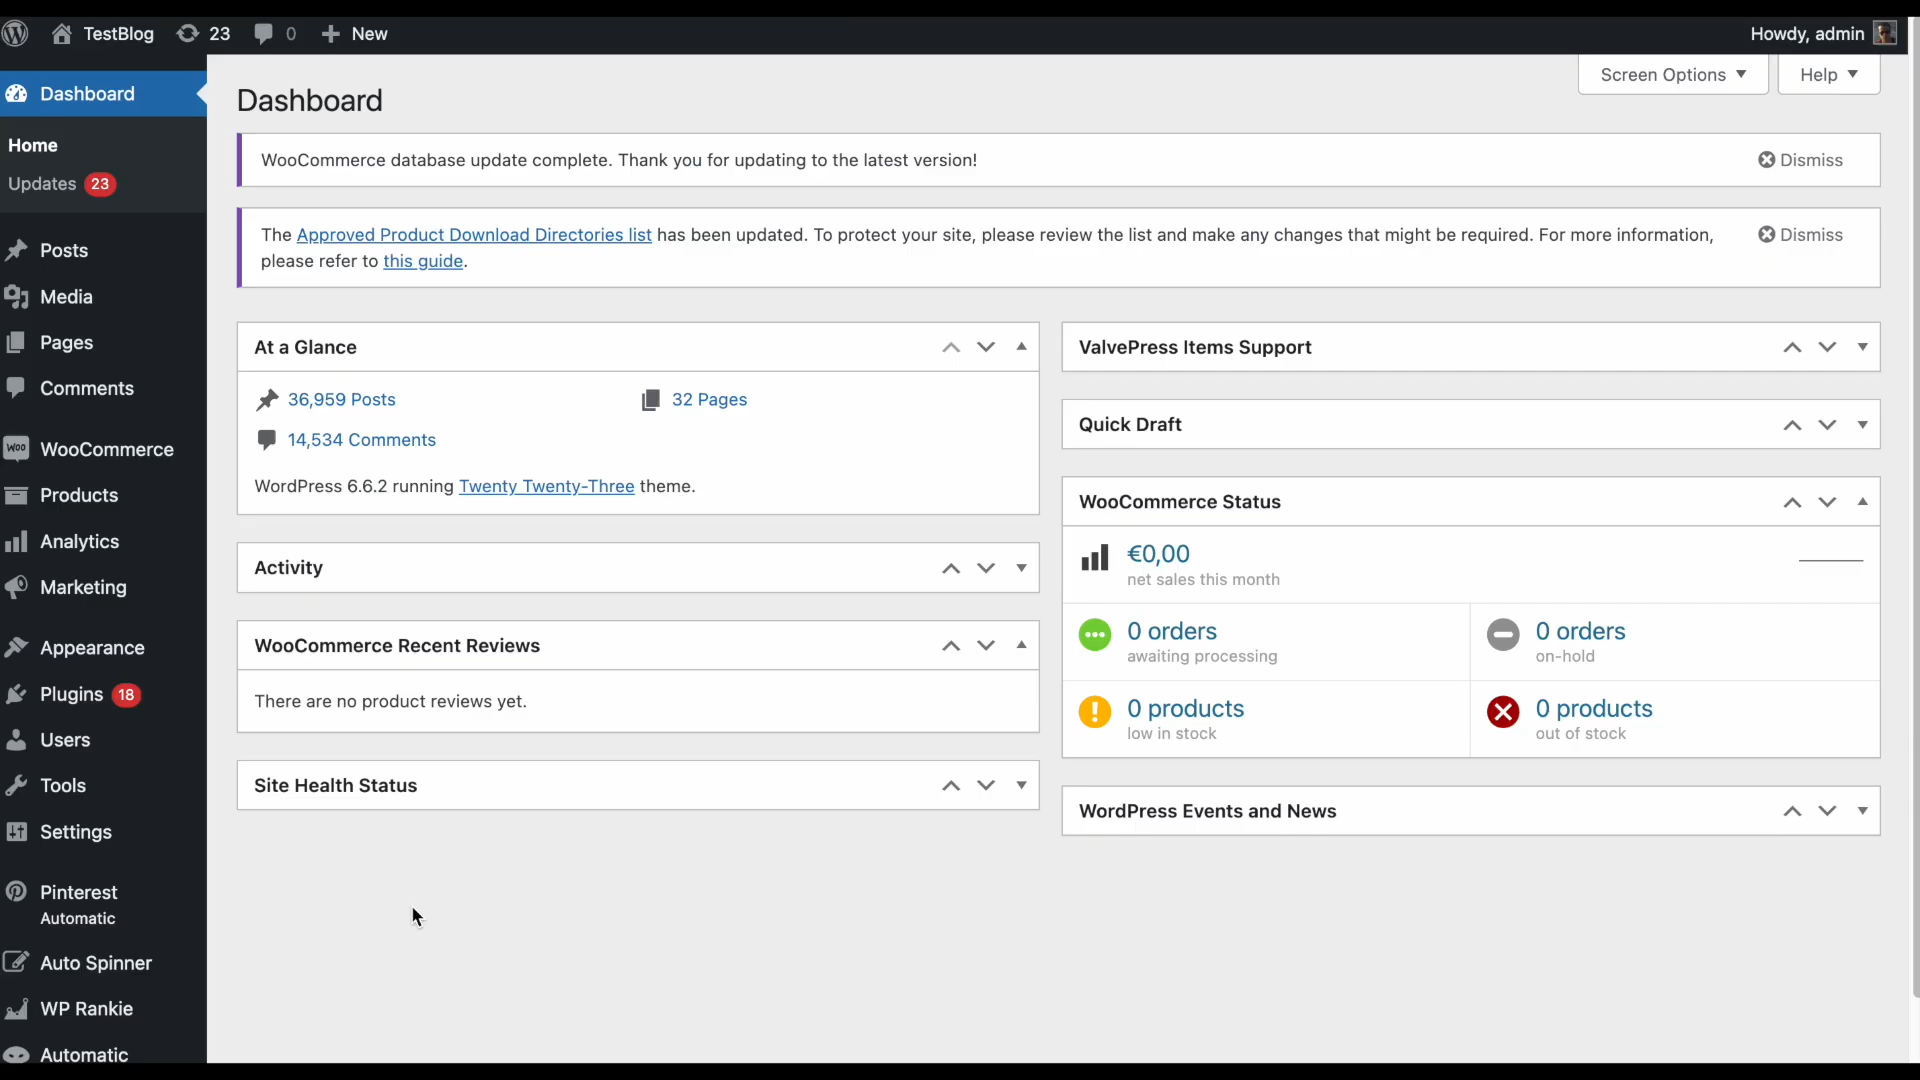 TestBlog 23 0 New Howdy, admin
Screen Options Help
Dashboard
Home
Updates 23
Posts
Media
Pages
Comments
Woo WooCommerce
Products
Analytics
Marketing
Appearance
Plugins 18
Users
Tools
Settings
Pinterest
Automatic
Auto Spinner
WP Rankie
Automatic
Dashboard
WooCommerce database update complete. Thank you for updating to the latest version! Dismiss
The Approved Product Download Directories list has been updated. To protect your site, please review the list and make any changes that might be required. For more information, Dismiss
please refer to this guide.
At a Glance
36,959 Posts 32 Pages
14,534 Comments
WordPress 6.6.2 running Twenty Twenty-Three theme.
Activity
WooCommerce Recent Reviews
There are no product reviews yet.
Site Health Status
ValvePress Items Support
Quick Draft
WooCommerce Status
€0,00
net sales this month
0 orders
awaiting processing
0 orders
on-hold
0 products
low in stock
0 products
out of stock
WordPress Events and News